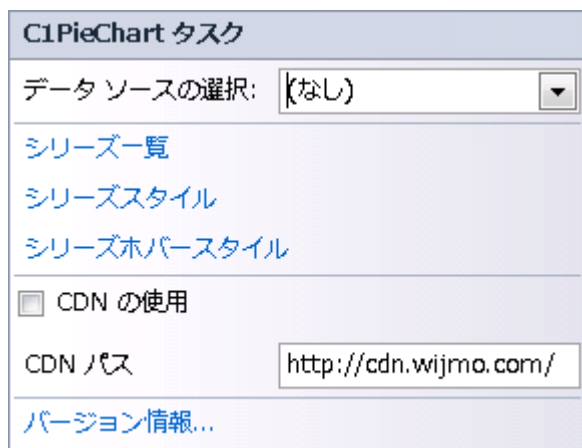 C1PieChart タスク
データ ソースの選択: (なし)
シリーズ一覧
シリーズスタイル
シリーズホバースタイル
CDN の使用
CDN パス http://cdn.wijmo.com/
バージョン情報...